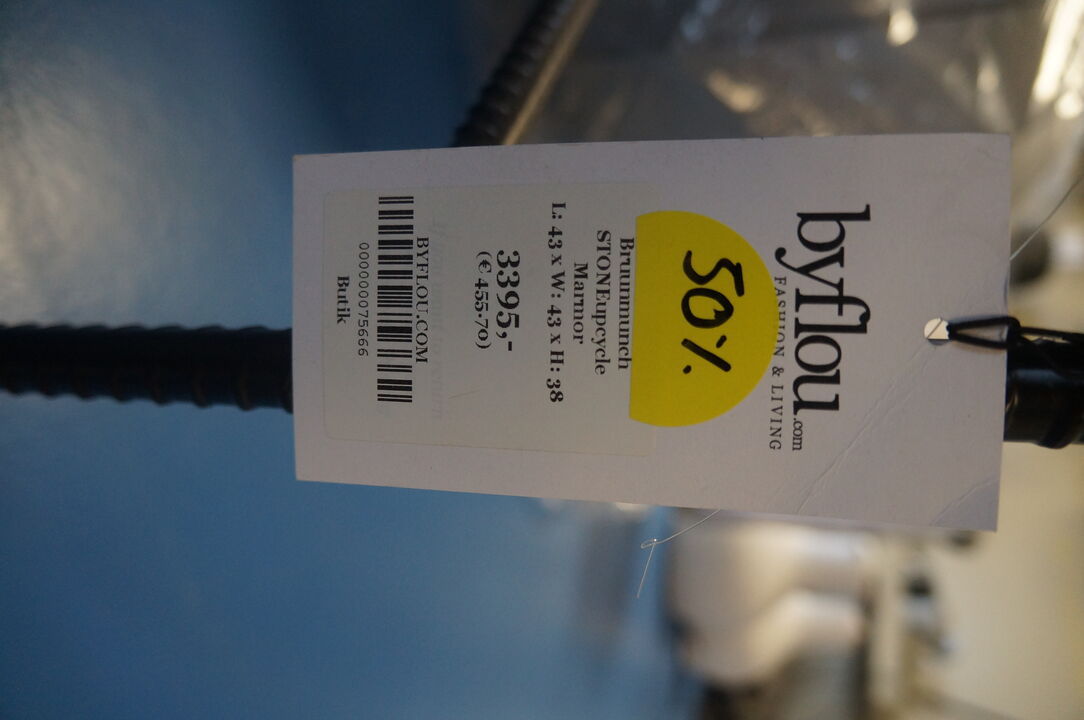 byflou.com
FASHION & LIVING
50%
Bruunmunch
STONEupcycle
Marmor
L: 43 x W: 43 x H: 38
3395,-
(€ 455.70)
BYFLOU.COM
000000075666
Butik